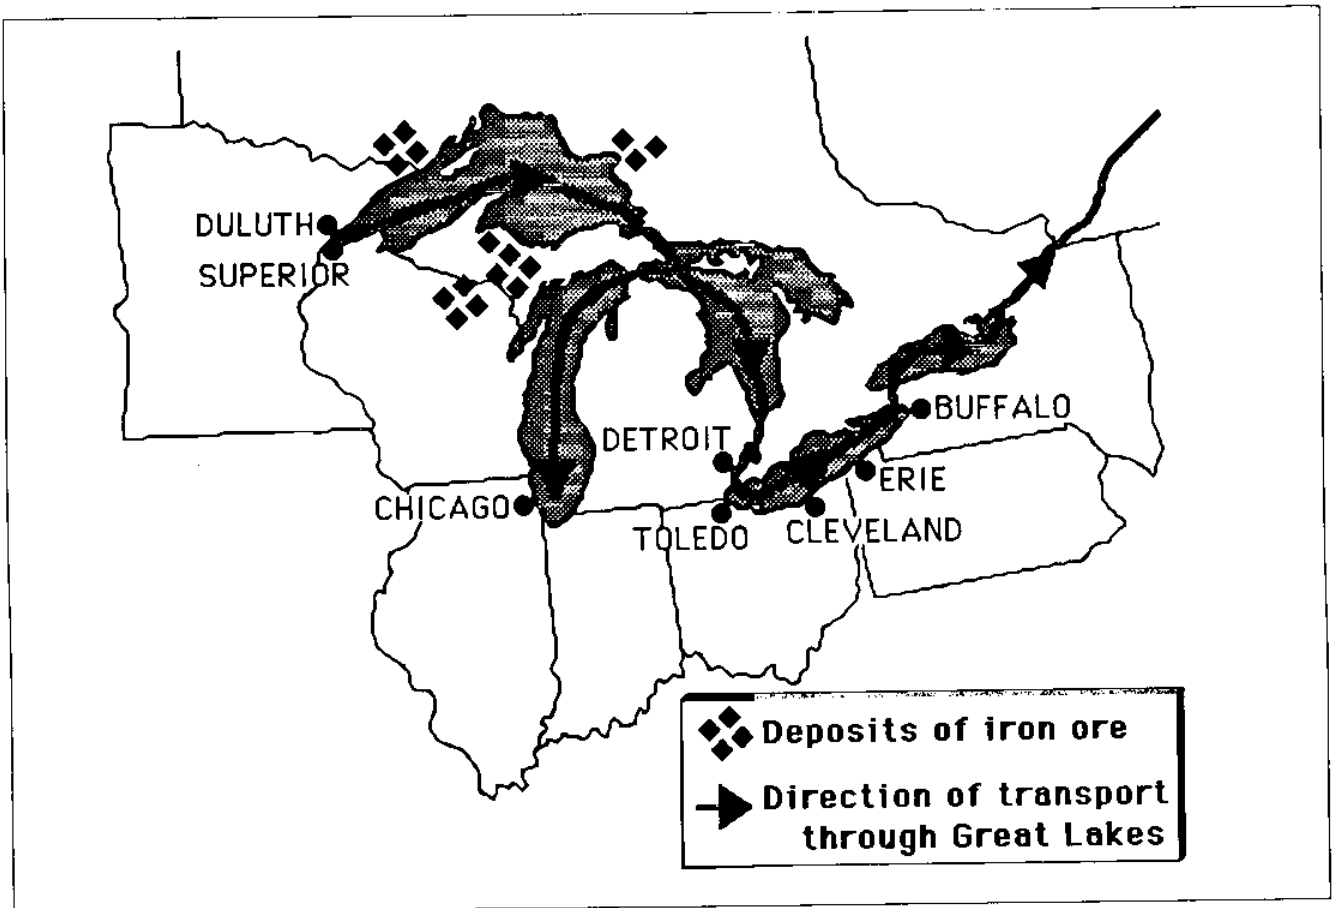 DULUTH
SUPERIOR
BUFFALO
DETROIT
ERIE
CHICAGO
TOLEDO
CLEVELAND
Deposits of iron ore
Direction of transport
through Great Lakes